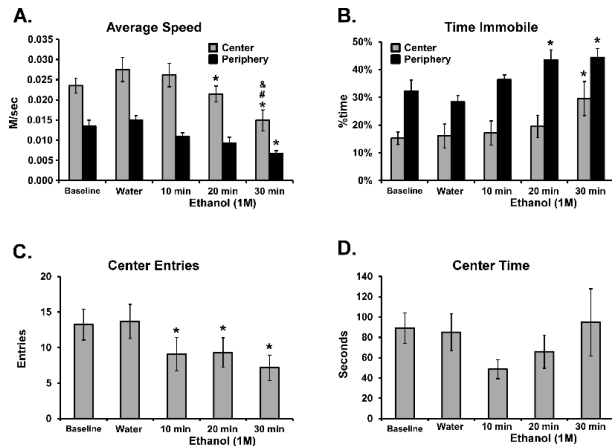 A.
Average Speed
Center
Periphery
M/sec
0.035
0.030
0.025
0.020
0.015
0.010
0.005
0.000
*
&
#
*
*
Baseline Water 10 min 20 min 30 min
Ethanol (1M)
B.
Time Immobile
Center
Periphery
%time
50%
40%
30%
20%
10%
0%
*
*
*
Baseline Water 10 min 20 min 30 min
Ethanol (1M)
C.
Center Entries
Entries
20
15
10
5
0
*
*
*
Baseline Water 10 min 20 min 30 min
Ethanol (1M)
D.
Center Time
Seconds
140
120
100
80
60
40
20
0
Baseline Water 10 min 20 min 30 min
Ethanol (1M)